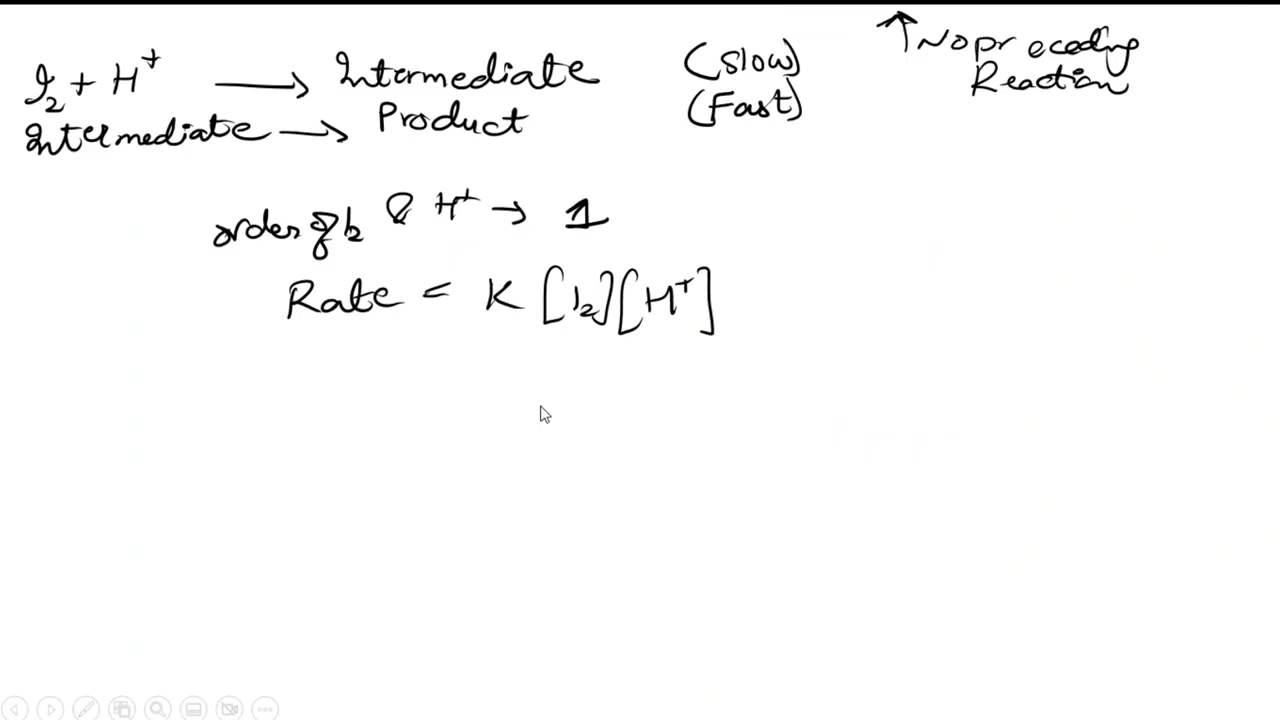 I₂ + H⁺ ⟶ Intermediate (Slow)
Intermediate ⟶ Product (Fast)
↑ No preceding
Reaction
order of I₂ & H⁺ → 1
Rate = K [I₂][H⁺]